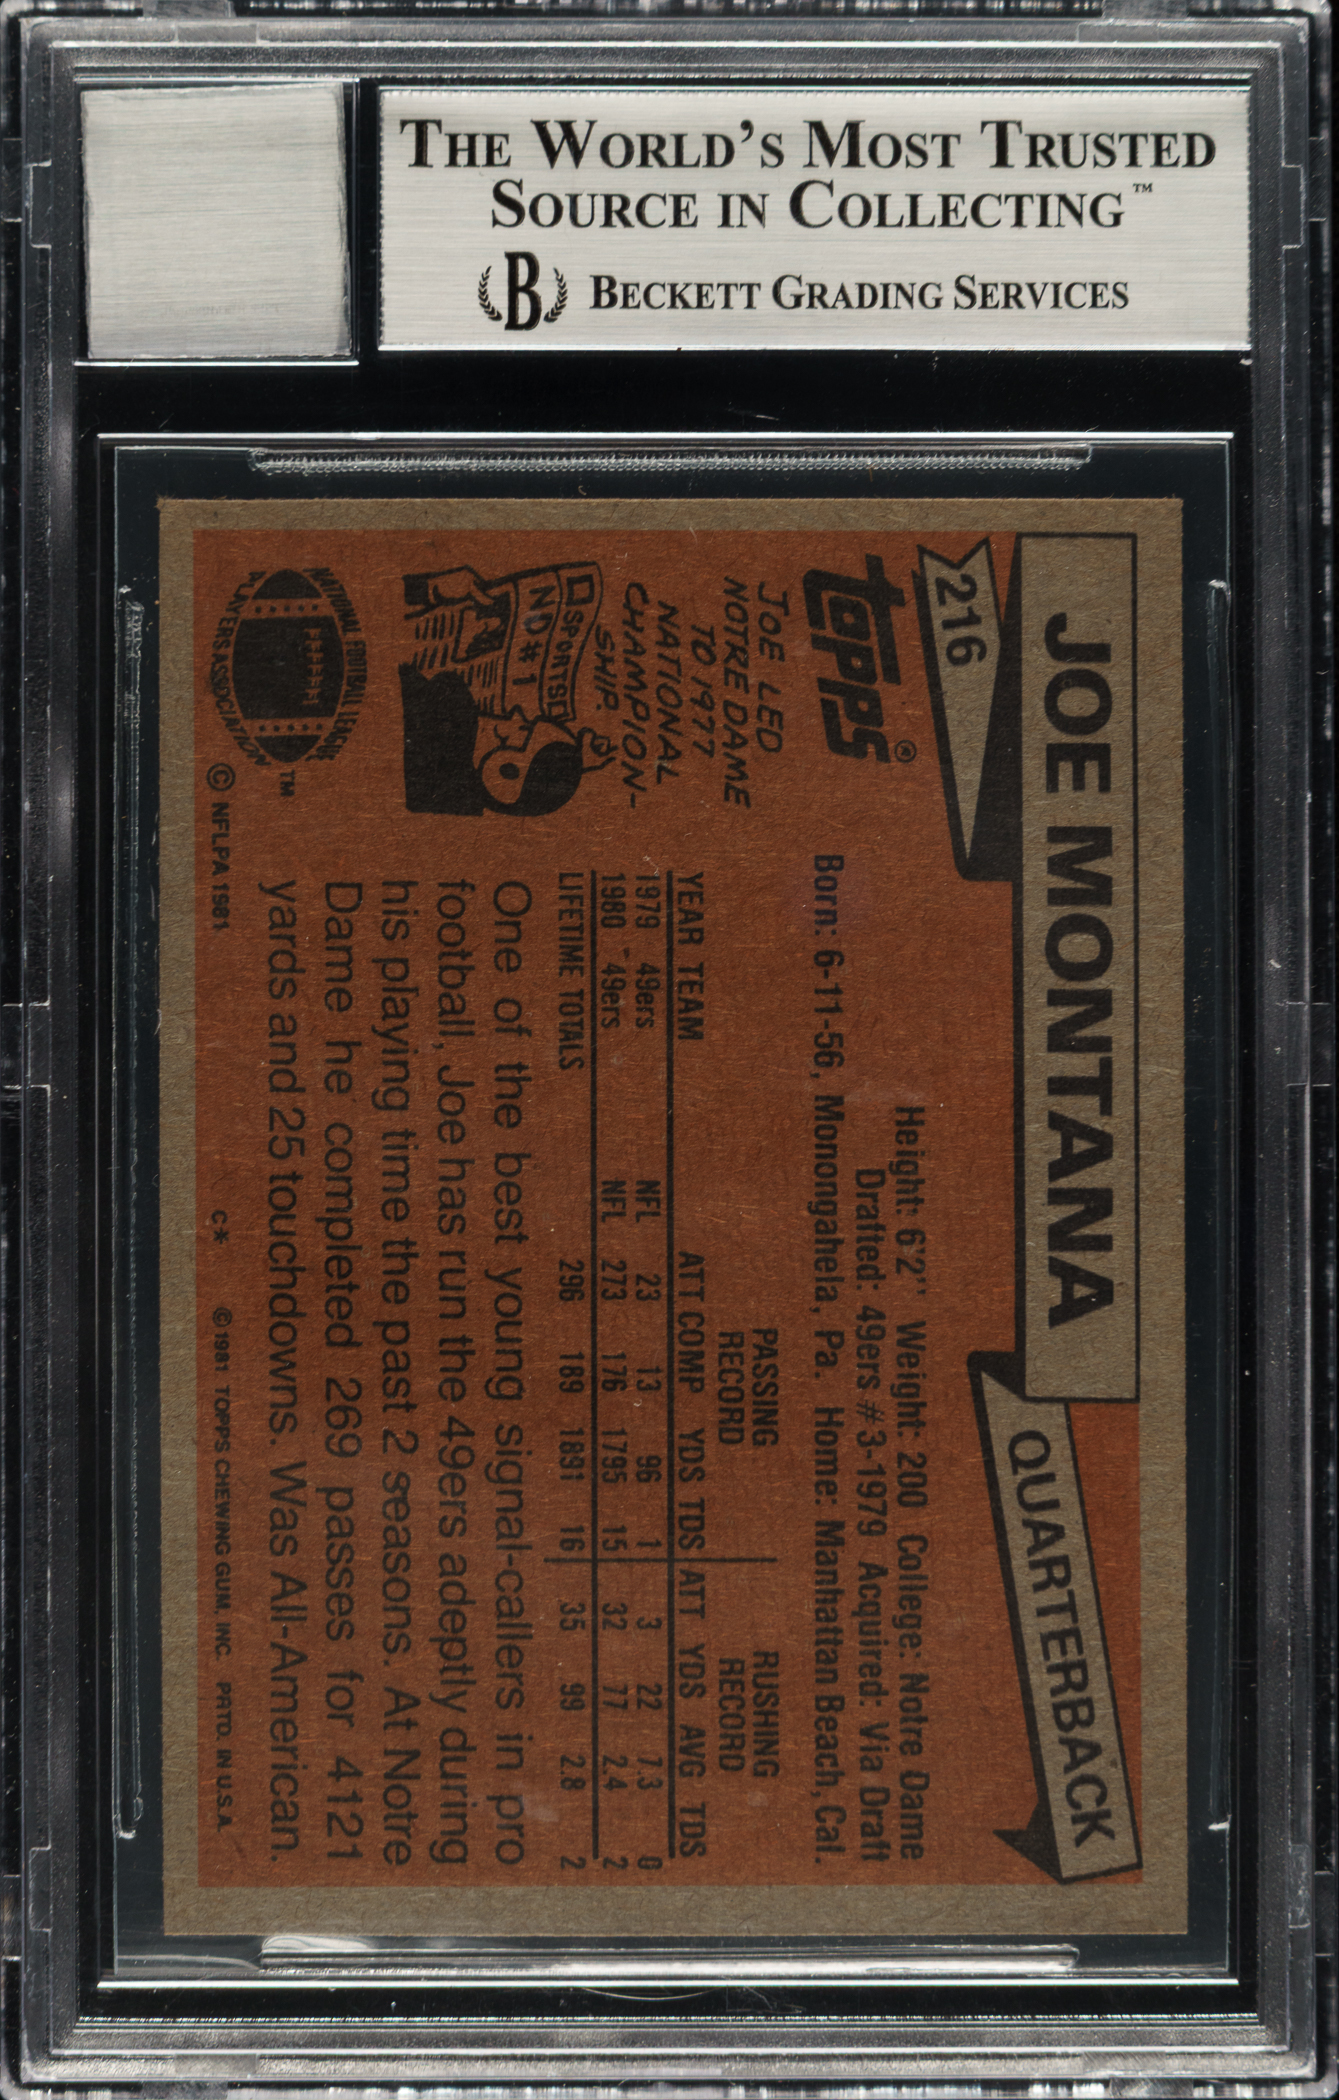 THE WORLD'S MOST TRUSTED
SOURCE IN COLLECTING™
B BECKETT GRADING SERVICES
JOE MONTANA
QUARTERBACK
216
topps®
Height: 6'2'' Weight: 200 College: Notre Dame
Drafted: 49ers #3-1979 Acquired: Via Draft
Born: 6-11-56, Monongahela, Pa. Home: Manhattan Beach, Cal.
JOE LED
NOTRE DAME
TO 1977
NATIONAL
CHAMPION-
SHIP.
SPORTS
NO #1
PASSING RECORD
RUSHING RECORD
YEAR TEAM ATT COMP YDS TDS ATT YDS AVG TDS
1979 49ers NFL 23 13 96 1 3 22 7.3 0
1980 49ers NFL 273 176 1795 15 32 77 2.4 2
LIFETIME TOTALS 296 189 1891 16 35 99 2.8 2
One of the best young signal-callers in pro
football, Joe has run the 49ers adeptly during
his playing time the past 2 seasons. At Notre
Dame he completed 269 passes for 4121
yards and 25 touchdowns. Was All-American.
NATIONAL FOOTBALL LEAGUE
PLAYERS ASSOCIATION
™
© NFLPA 1981
C* © 1981 TOPPS CHEWING GUM, INC. PRTD. IN U.S.A.